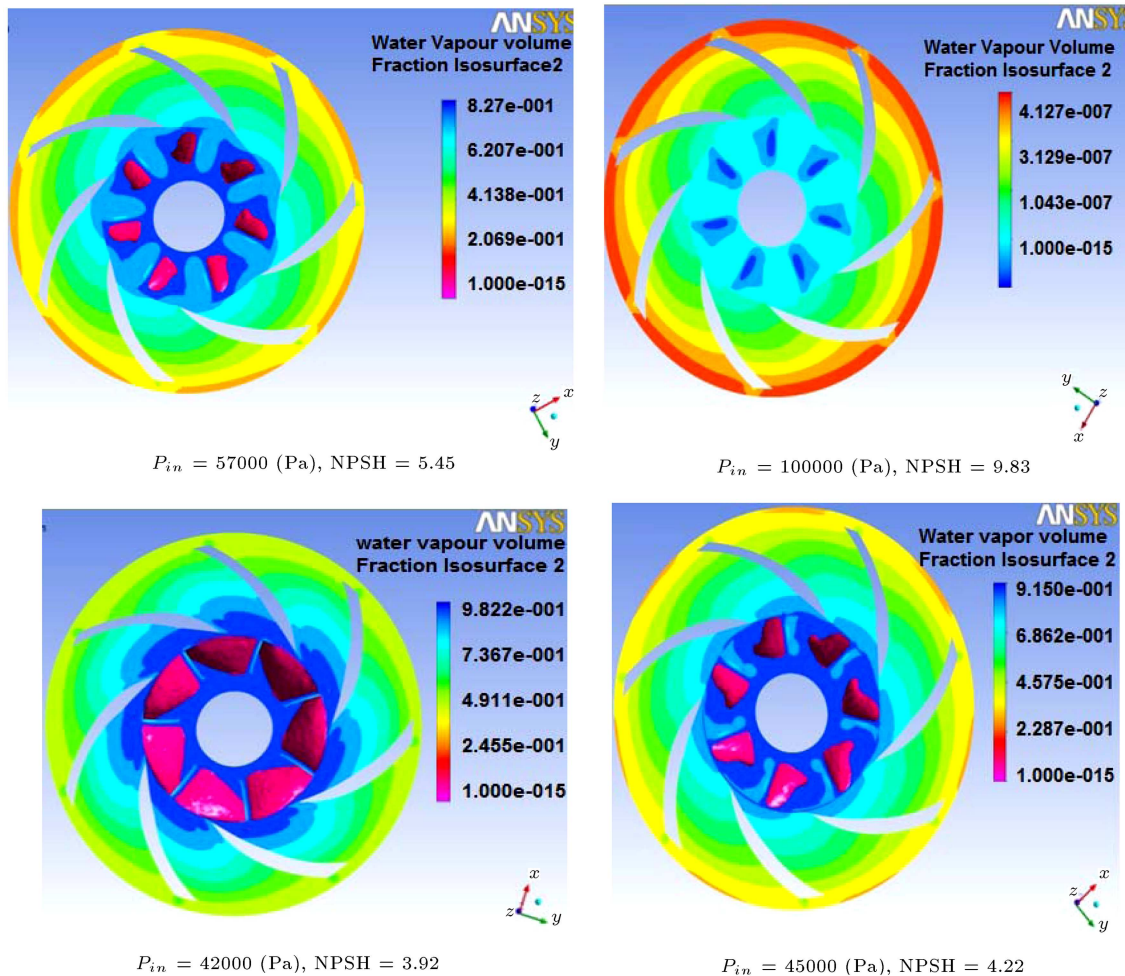 ANSYS
Water Vapour volume
Fraction Isosurface2
8.27e-001
6.207e-001
4.138e-001
2.069e-001
1.000e-015
z
x
y
P_in = 57000 (Pa), NPSH = 5.45
ANSYS
Water Vapour Volume
Fraction Isosurface 2
4.127e-007
3.129e-007
1.043e-007
1.000e-015
y
z
x
P_in = 100000 (Pa), NPSH = 9.83
ANSYS
water vapour volume
Fraction Isosurface 2
9.822e-001
7.367e-001
4.911e-001
2.455e-001
1.000e-015
x
z
y
P_in = 42000 (Pa), NPSH = 3.92
ANSYS
Water vapor volume
Fraction Isosurface 2
9.150e-001
6.862e-001
4.575e-001
2.287e-001
1.000e-015
x
z
y
P_in = 45000 (Pa), NPSH = 4.22